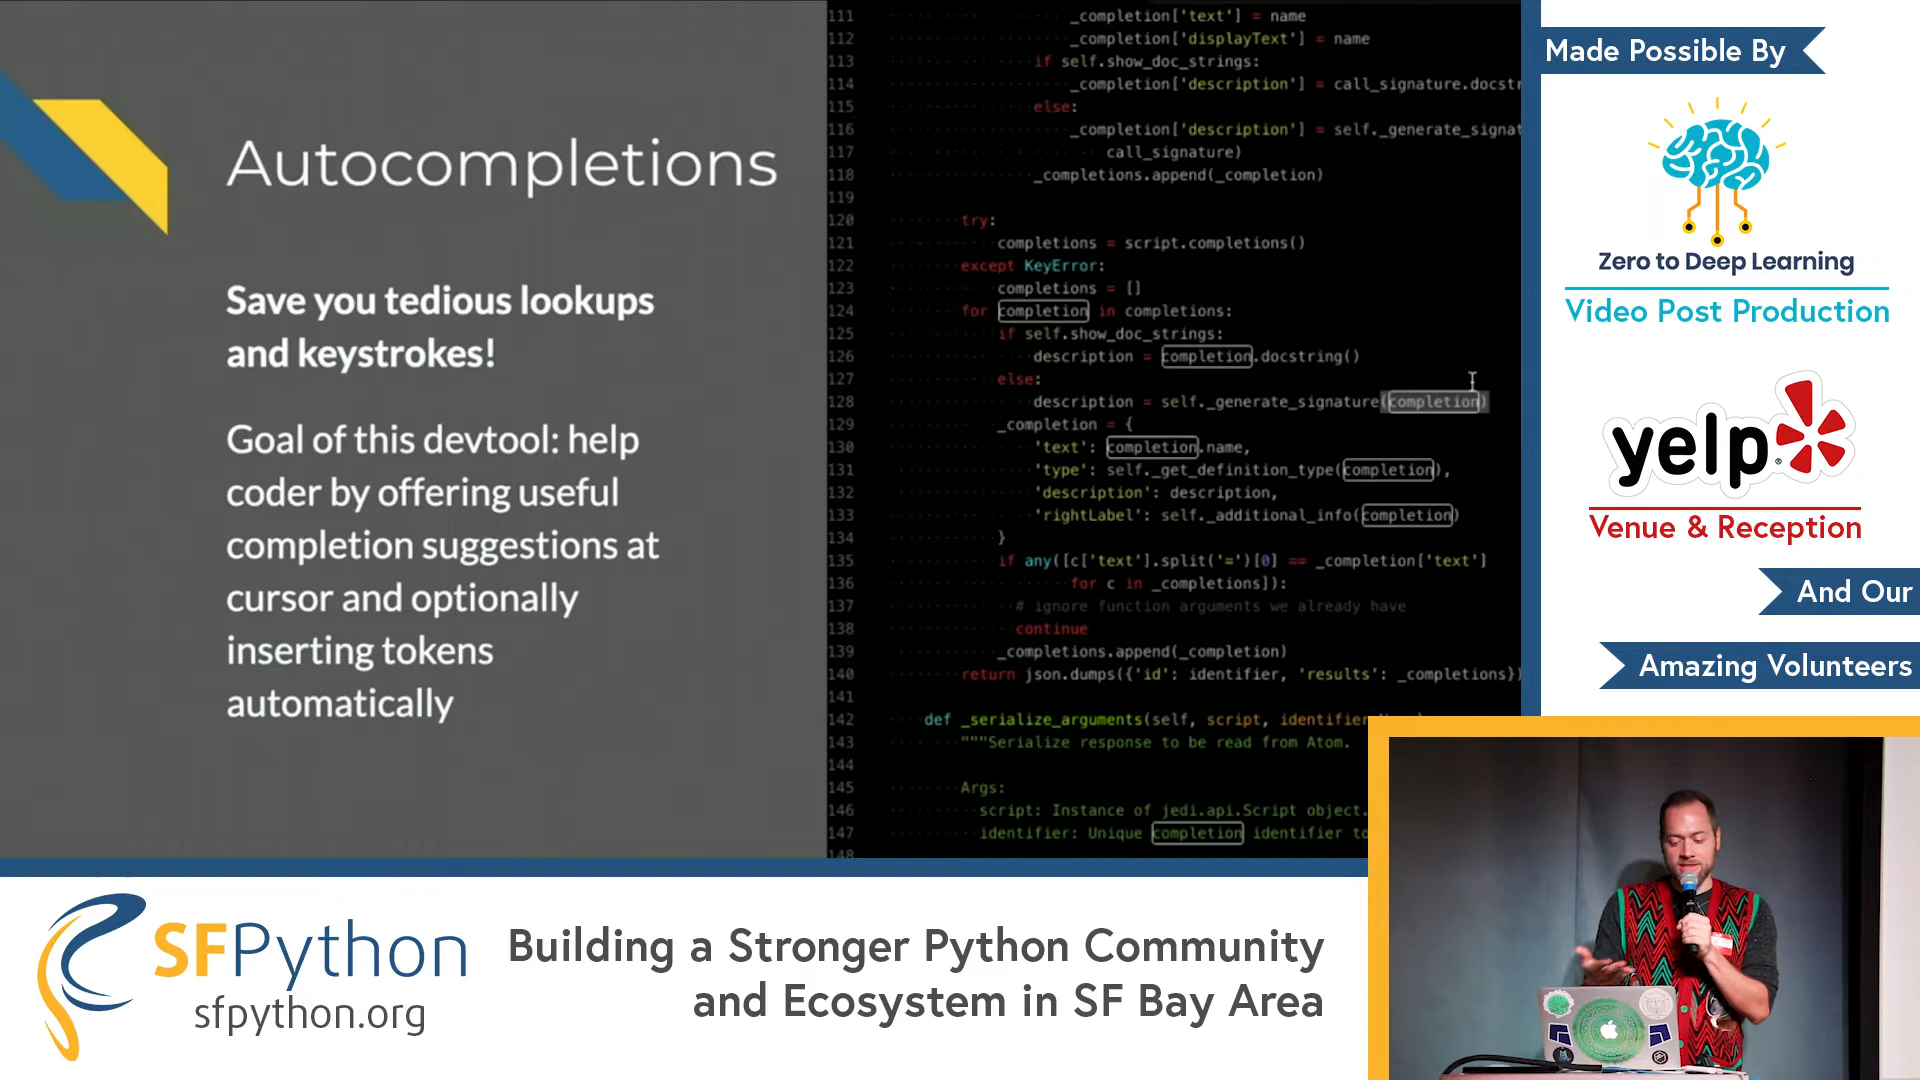 Autocompletions
Save you tedious lookups
and keystrokes!
Goal of this devtool: help
coder by offering useful
completion suggestions at
cursor and optionally
inserting tokens
automatically
111 _completion['text'] = name
112 _completion['displayText'] = name
113 if self.show_doc_strings:
114 _completion['description'] = call_signature.docstr
115 else:
116 _completion['description'] = self._generate_signat
117 call_signature)
118 _completions.append(_completion)
119
120 try:
121 completions = script.completions()
122 except KeyError:
123 completions = []
124 for completion in completions:
125 if self.show_doc_strings:
126 description = completion.docstring()
127 else:
128 description = self._generate_signature(completion)
129 _completion = {
130 'text': completion.name,
131 'type': self._get_definition_type(completion),
132 'description': description,
133 'rightLabel': self._additional_info(completion)
134 }
135 if any([c['text'].split('=')[0] == _completion['text']
136 for c in _completions]):
137 # ignore function arguments we already have
138 continue
139 _completions.append(_completion)
140 return json.dumps({'id': identifier, 'results': _completions})
141
142 def _serialize_arguments(self, script, identifier
143 """Serialize response to be read from Atom.
144
145 Args:
146 script: Instance of jedi.api.Script object.
147 identifier: Unique completion identifier to
148
Made Possible By
Zero to Deep Learning
Video Post Production
yelp
Venue & Reception
And Our
Amazing Volunteers
SFPython
sfpython.org
Building a Stronger Python Community
and Ecosystem in SF Bay Area